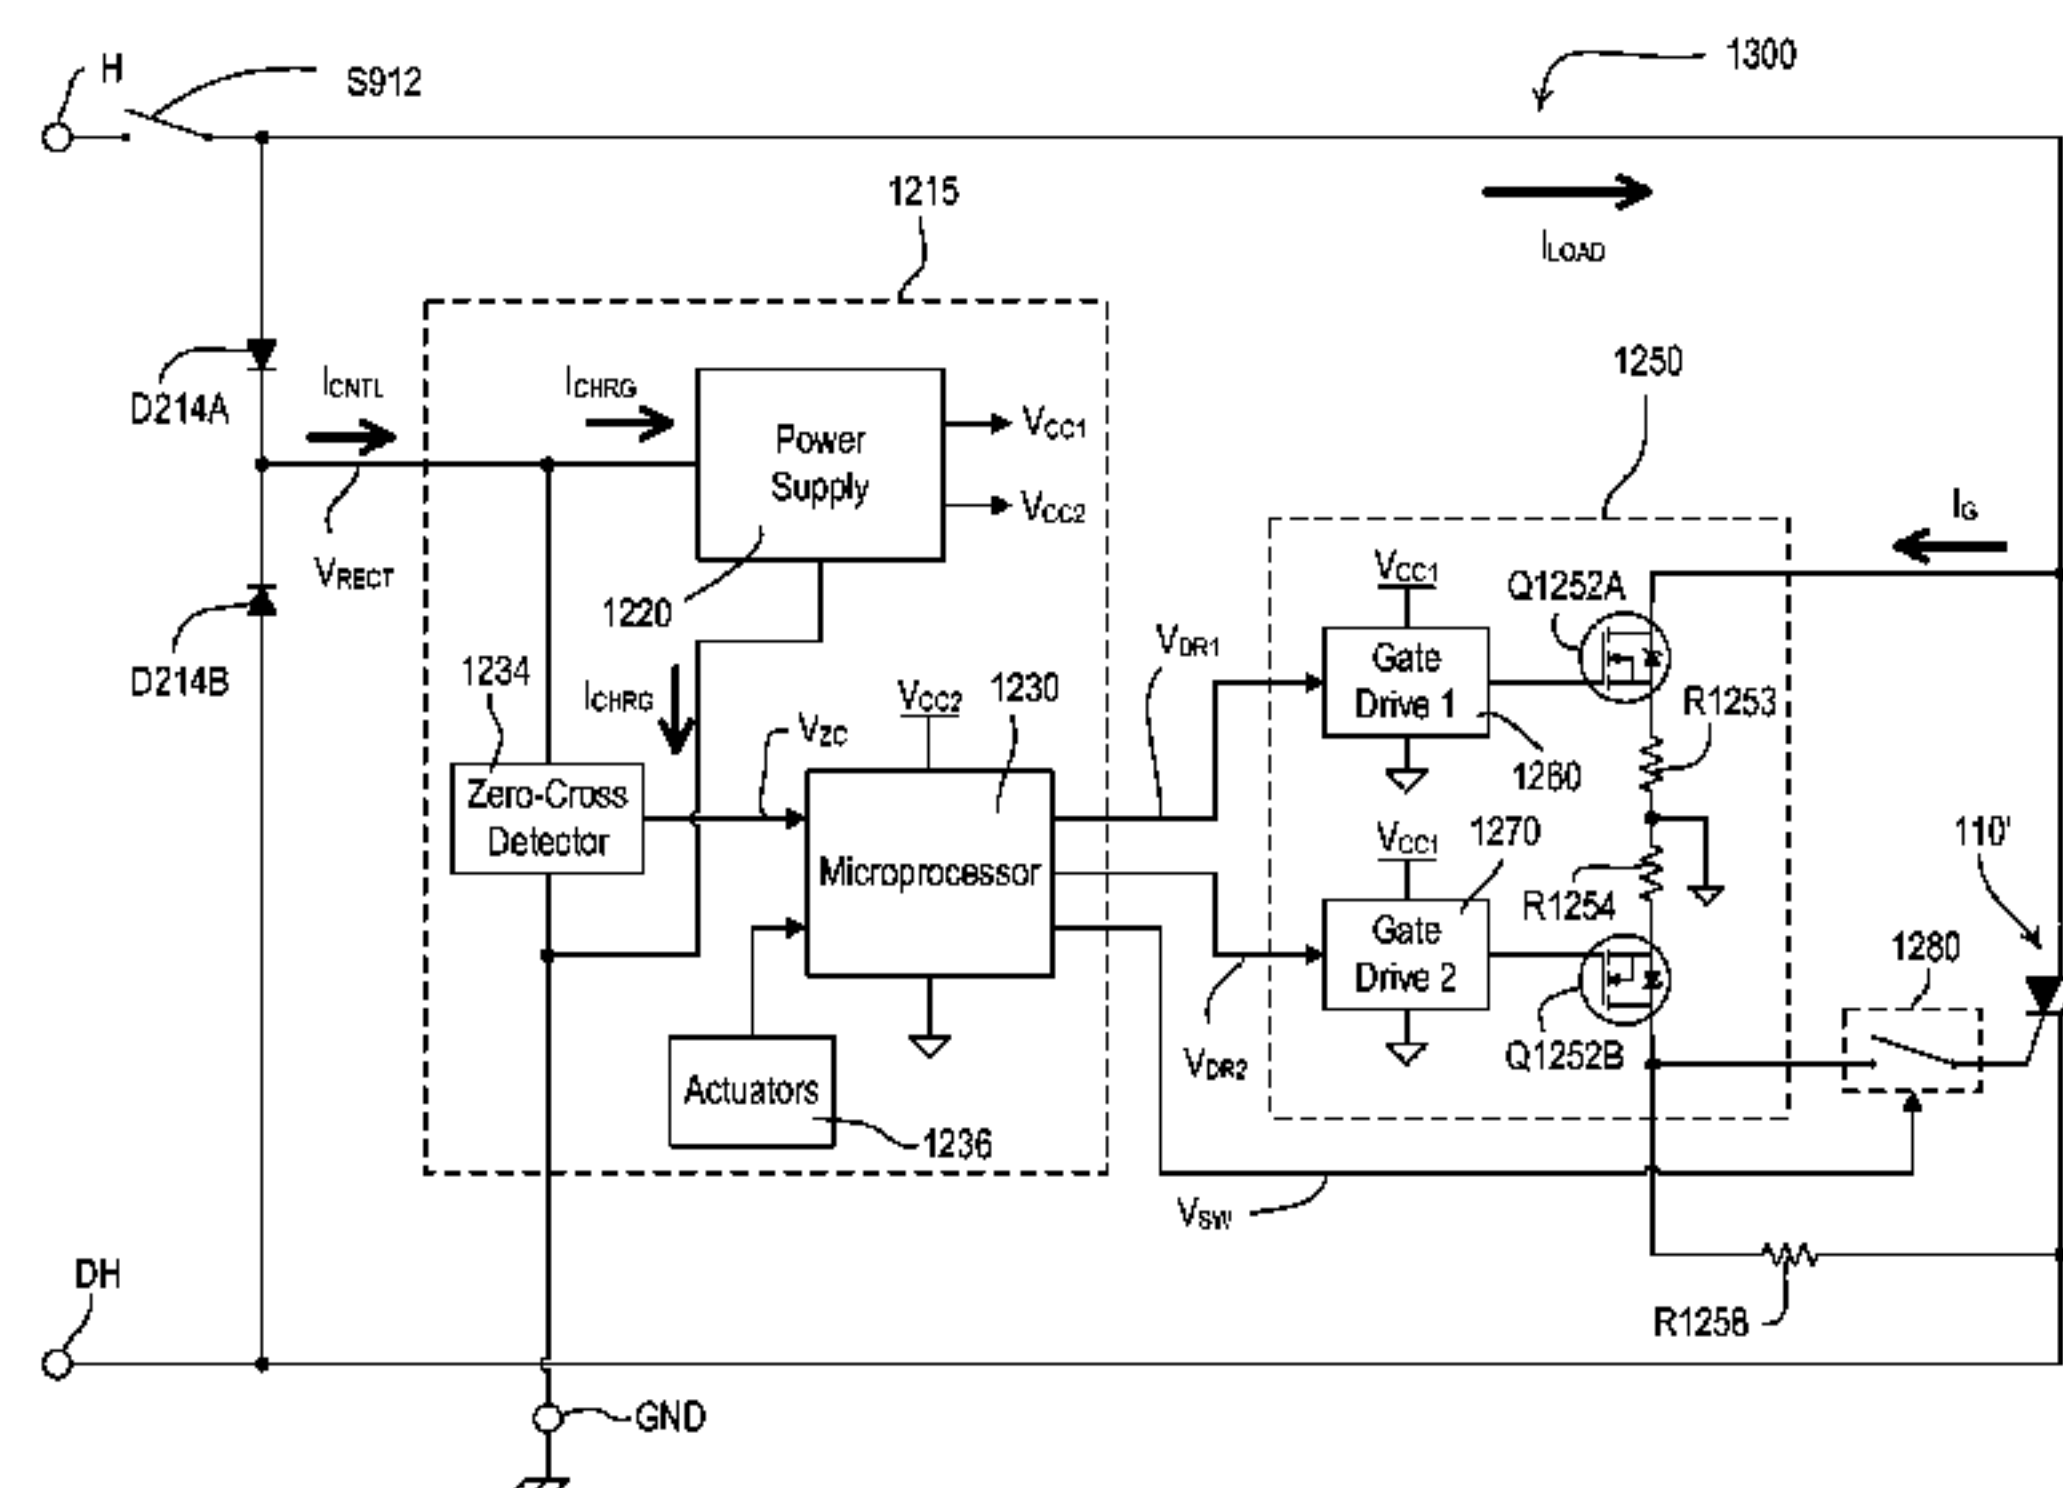 H
S912
1300
1215
ILOAD
1250
D214A
ICNTL
ICHRG
Power
Supply
VCC1
VCC2
IG
VRECT
1220
VCC1
Q1252A
D214B
1234
ICHRG
VCC2
1230
VDR1
Gate
Drive 1
R1253
VZC
1260
Zero-Cross
Detector
Microprocessor
VCC1
1270
110'
R1254
Gate
Drive 2
1280
VDR2
Q1252B
Actuators
1236
VSW
DH
R1258
GND